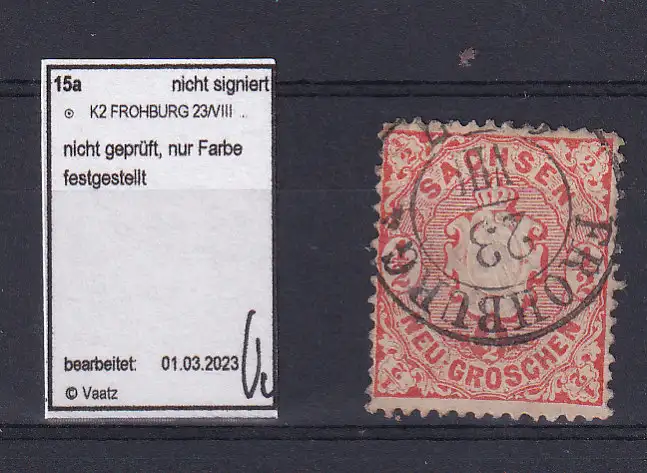 15a nicht signiert
⊙ K2 FROHBURG 23/VIII ..
nicht geprüft, nur Farbe
festgestellt
bearbeitet: 01.03.2023
© Vaatz
SACHSEN
NEU-GROSCHEN
FROHBURG
23
VIII